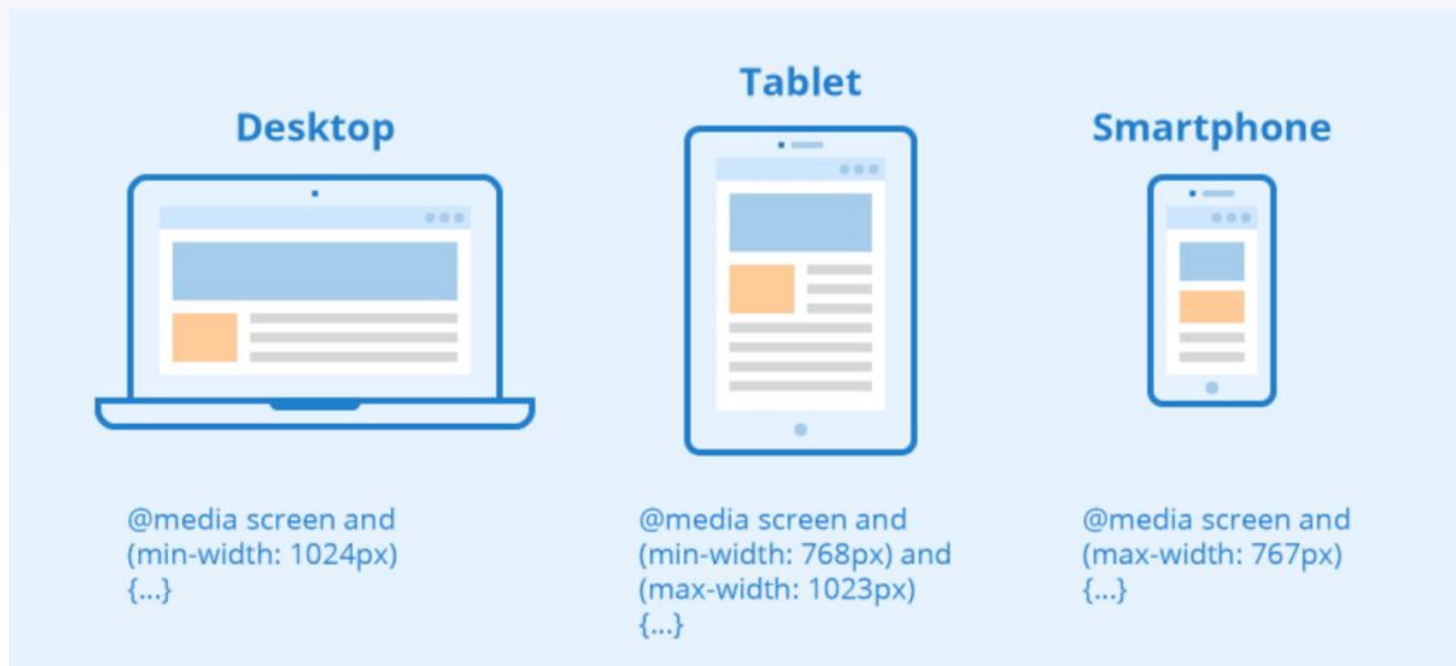 Desktop
@media screen and
(min-width: 1024px)
{...}
Tablet
@media screen and
(min-width: 768px) and
(max-width: 1023px)
{...}
Smartphone
@media screen and
(max-width: 767px)
{...}